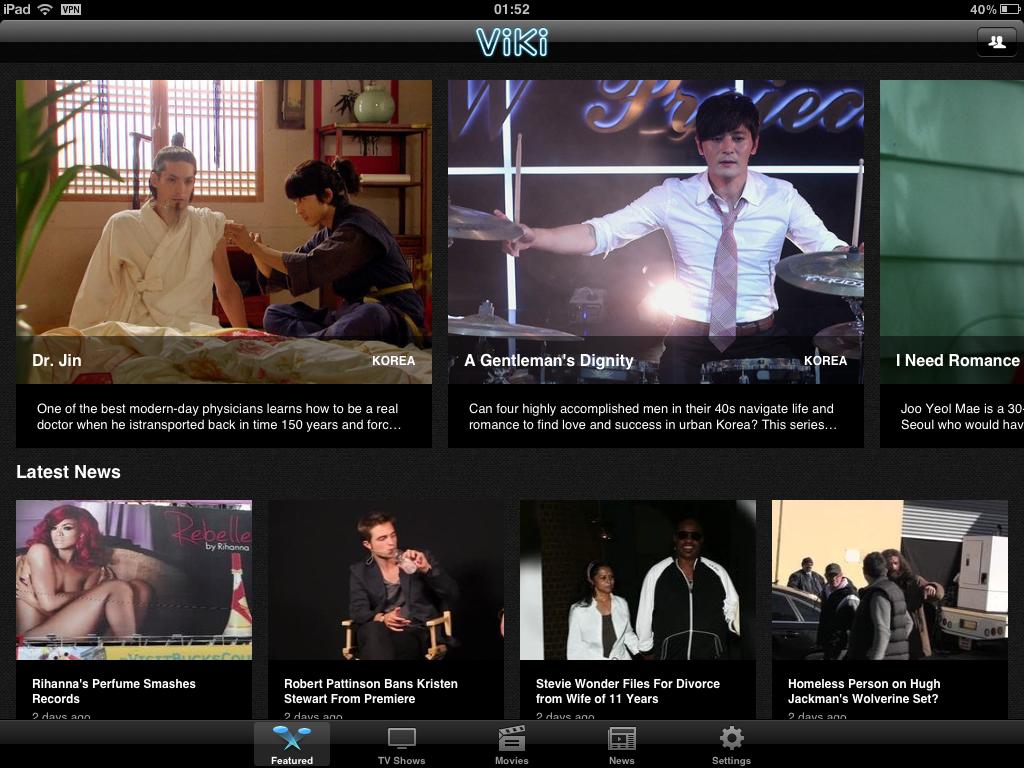 iPad VPN 01:52 40%
ViKi
Dr. Jin KOREA
One of the best modern-day physicians learns how to be a real
doctor when he istransported back in time 150 years and forc…
A Gentleman's Dignity KOREA
Can four highly accomplished men in their 40s navigate life and
romance to find love and success in urban Korea? This series…
I Need Romance
Joo Yeol Mae is a 30-
Seoul who would hav
Latest News
Rebelle
by Rihanna
VISITBUCKSCOU
Rihanna's Perfume Smashes
Records
2 days ago
Robert Pattinson Bans Kristen
Stewart From Premiere
2 days ago
Stevie Wonder Files For Divorce
from Wife of 11 Years
2 days ago
Homeless Person on Hugh
Jackman's Wolverine Set?
2 days ago
Featured TV Shows Movies News Settings